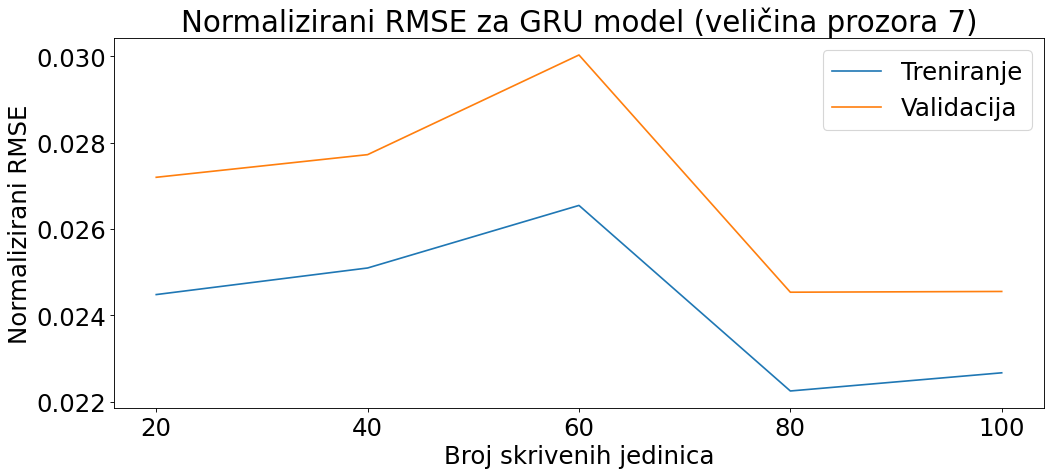 Normalizirani RMSE za GRU model (veličina prozora 7)
Normalizirani RMSE
0.030
0.028
0.026
0.024
0.022
Treniranje
Validacija
20 40 60 80 100
Broj skrivenih jedinica